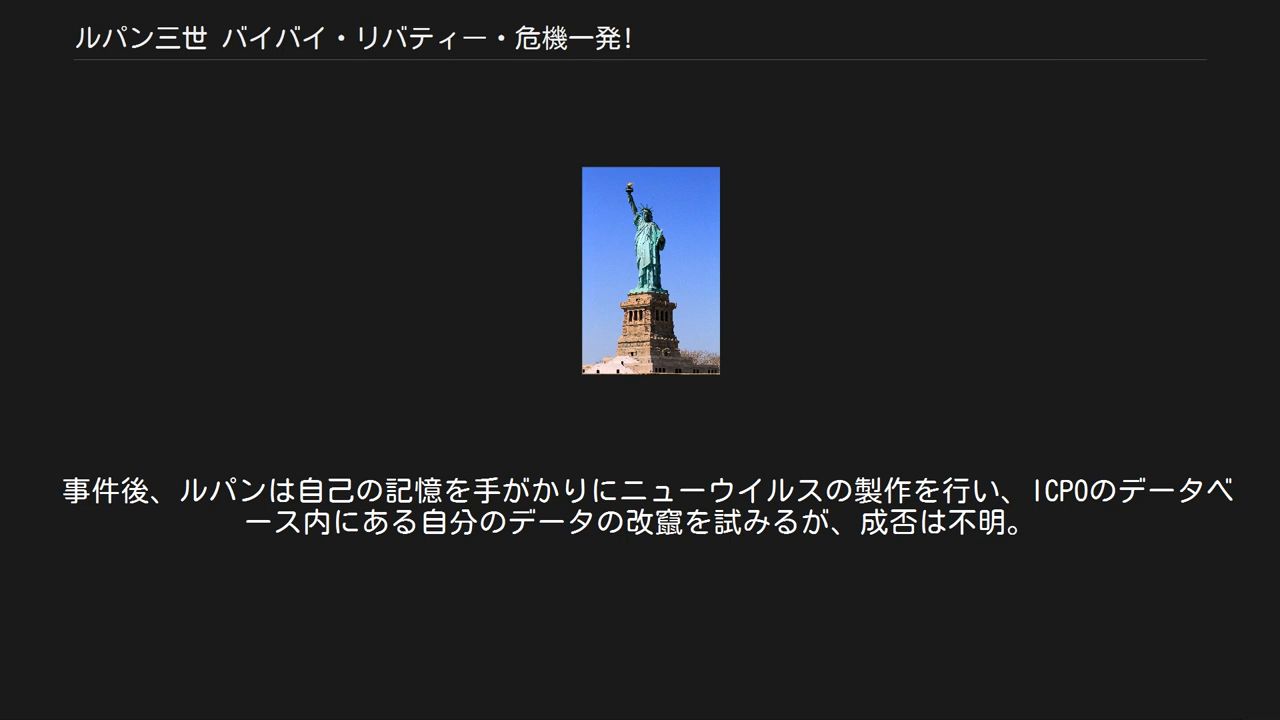 ルパン三世 バイバイ・リバティー・危機一発!
事件後、ルパンは自己の記憶を手がかりにニューウイルスの製作を行い、ICPOのデータベ
ース内にある自分のデータの改竄を試みるが、成否は不明。